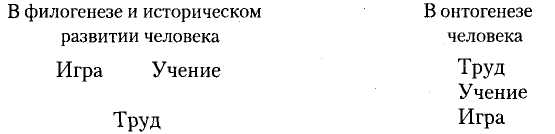 В филогенезе и историческом
развитии человека
Игра Учение
Труд
В онтогенезе
человека
Труд
Учение
Игра